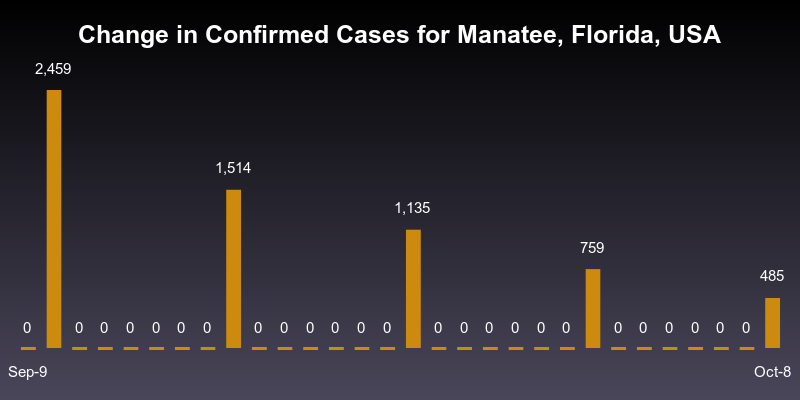 Change in Confirmed Cases for Manatee, Florida, USA
2,459
1,514
1,135
759
485
0 0 0 0 0 0 0 0 0 0 0 0 0 0 0 0 0 0 0 0 0 0 0 0 0
Sep-9 Oct-8